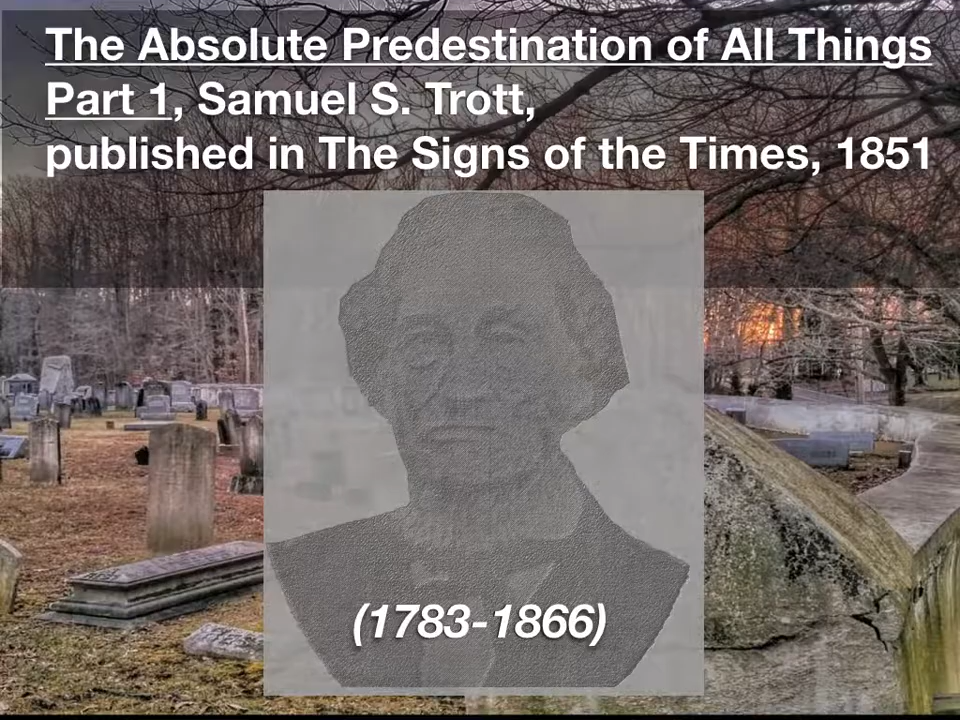 The Absolute Predestination of All Things
Part 1, Samuel S. Trott,
published in The Signs of the Times, 1851
(1783-1866)